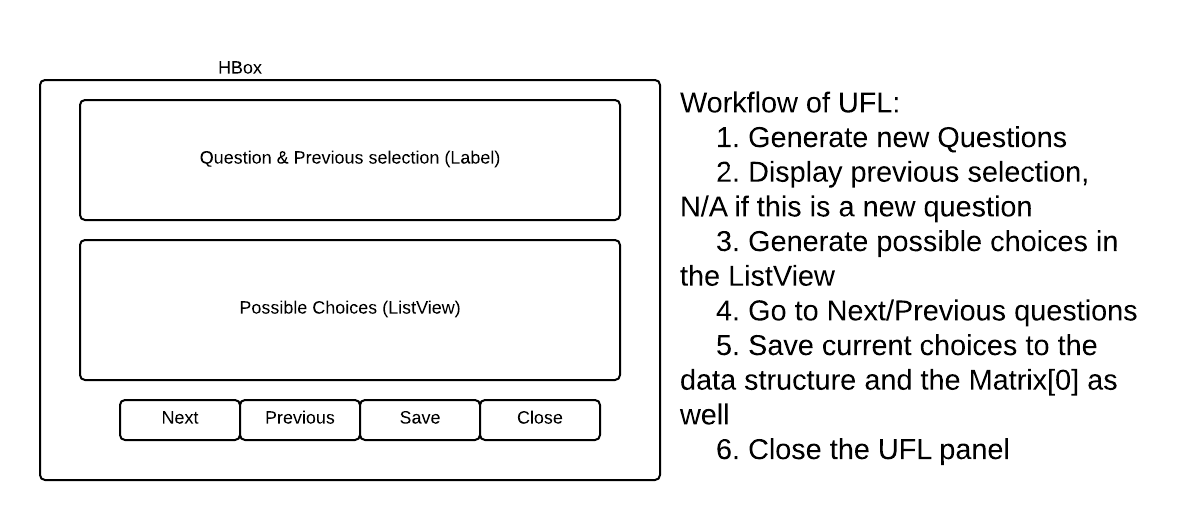 HBox
Question & Previous selection (Label)
Possible Choices (ListView)
Next Previous Save Close
Workflow of UFL:
1. Generate new Questions
2. Display previous selection,
N/A if this is a new question
3. Generate possible choices in
the ListView
4. Go to Next/Previous questions
5. Save current choices to the
data structure and the Matrix[0] as
well
6. Close the UFL panel